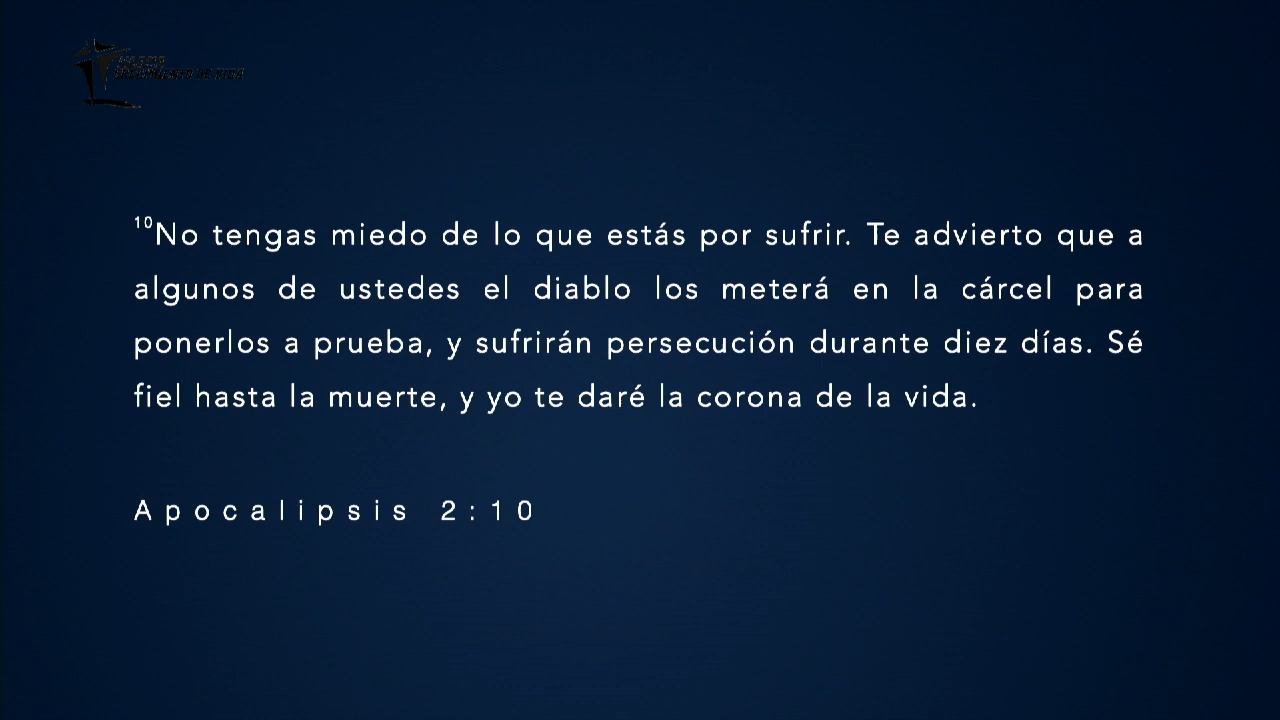 ¹⁰No tengas miedo de lo que estás por sufrir. Te advierto que a
algunos de ustedes el diablo los meterá en la cárcel para
ponerlos a prueba, y sufrirán persecución durante diez días. Sé
fiel hasta la muerte, y yo te daré la corona de la vida.
Apocalipsis 2:10